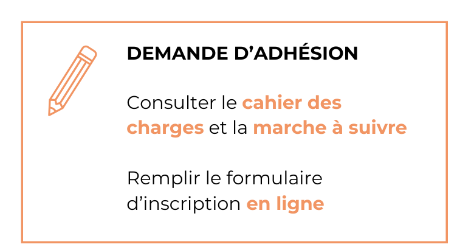 DEMANDE D’ADHÉSION
Consulter le cahier des
charges et la marche à suivre
Remplir le formulaire
d’inscription en ligne